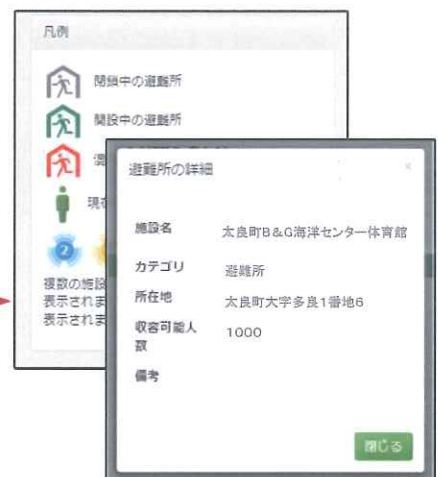 凡例
閉鎖中の避難所
開設中の避難所
現在
2
複数の施設
表示されま
表示されま
避難所の詳細
×
施設名 太良町B&G海洋センター体育館
カテゴリ 避難所
所在地 太良町大字多良1番地6
収容可能人
数 1000
備考
閉じる